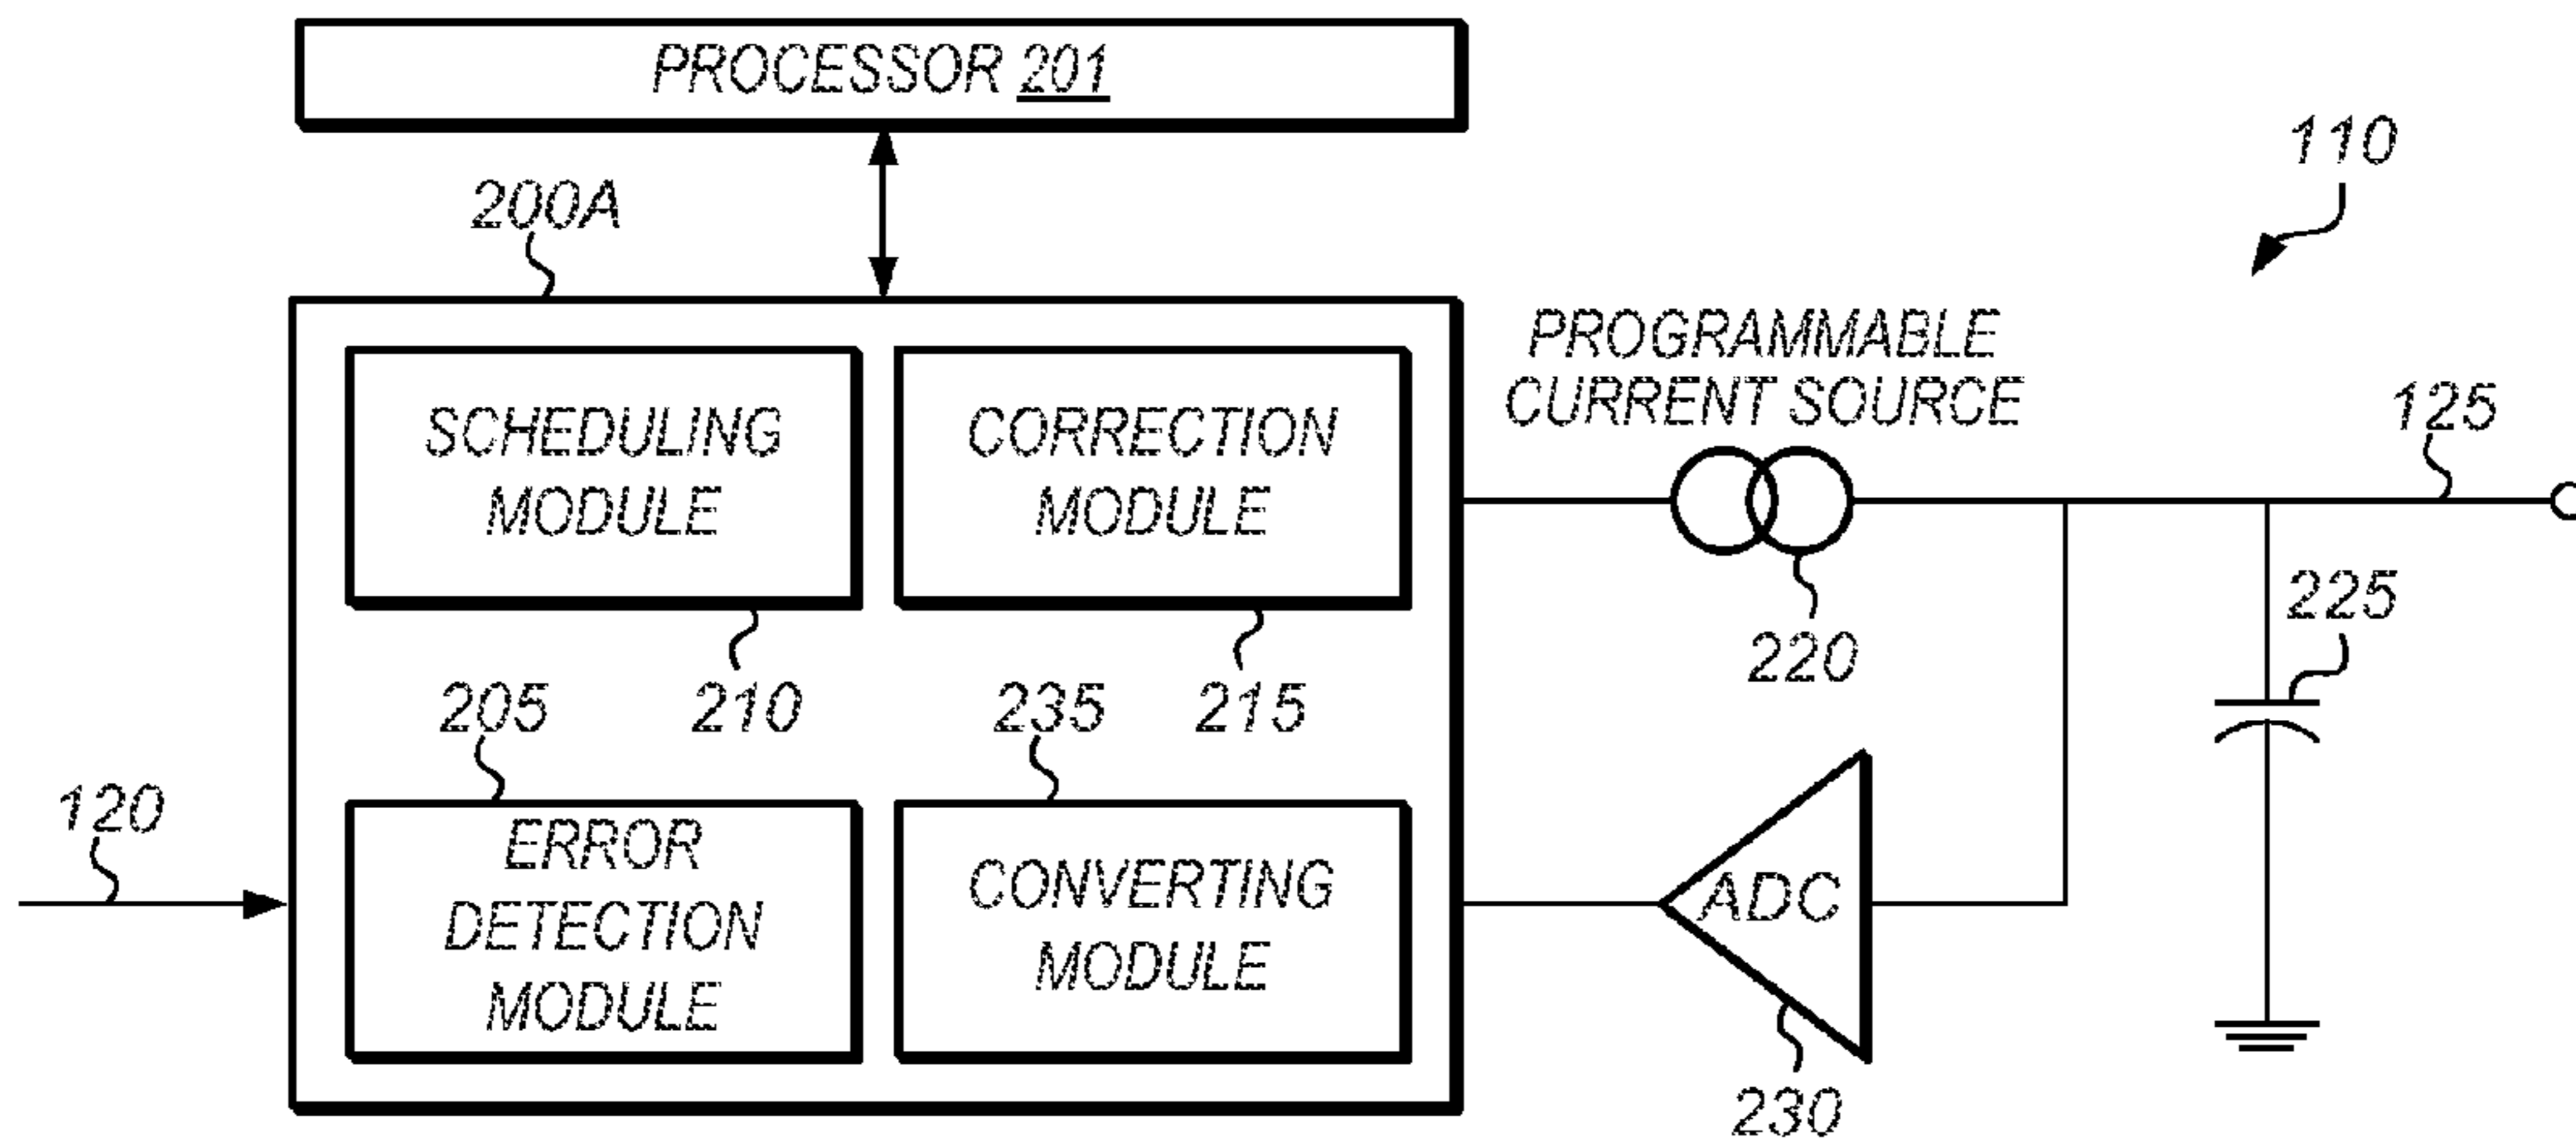 PROCESSOR 201
200A
110
PROGRAMMABLE
CURRENT SOURCE
125
SCHEDULING
MODULE
CORRECTION
MODULE
225
220
205
210
235
215
120
ERROR
DETECTION
MODULE
CONVERTING
MODULE
ADC
230